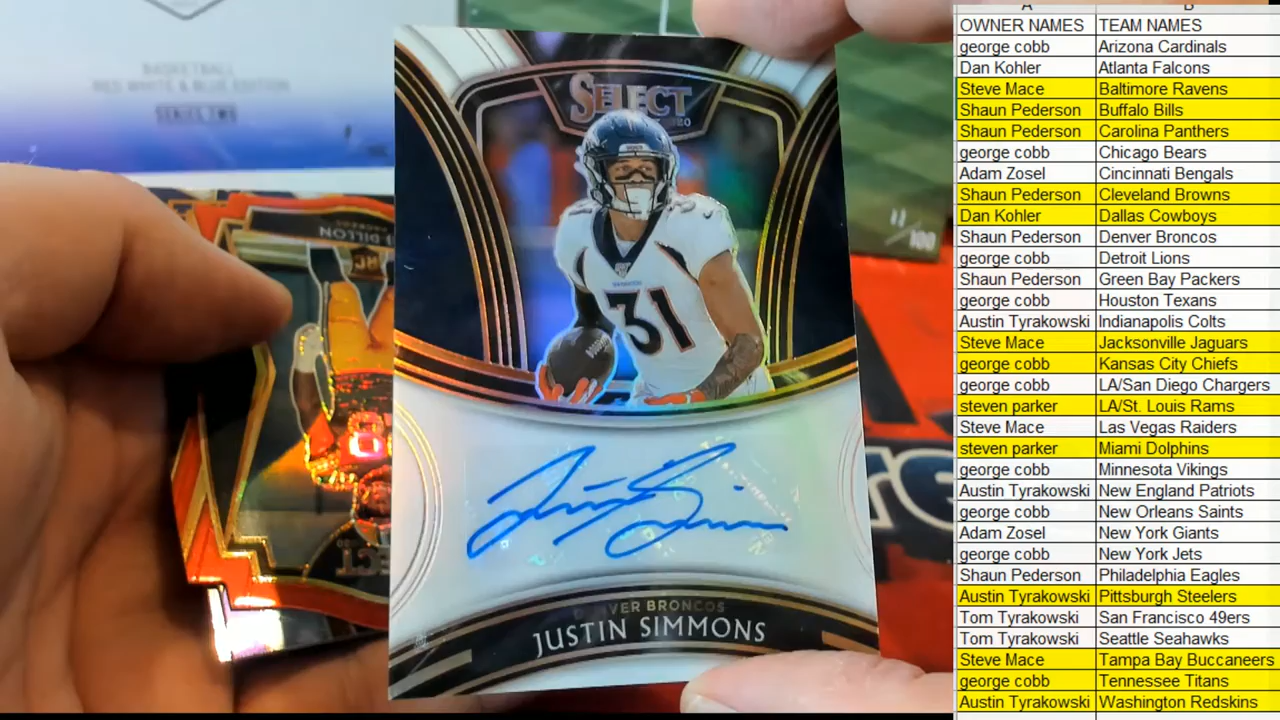 BASKETBALL
RED WHITE & BLUE EDITION
SERIES TWO
DILLON
RC
11/100
SELECT
31
DENVER BRONCOS
JUSTIN SIMMONS
A B
OWNER NAMES TEAM NAMES
george cobb Arizona Cardinals
Dan Kohler Atlanta Falcons
Steve Mace Baltimore Ravens
Shaun Pederson Buffalo Bills
Shaun Pederson Carolina Panthers
george cobb Chicago Bears
Adam Zosel Cincinnati Bengals
Shaun Pederson Cleveland Browns
Dan Kohler Dallas Cowboys
Shaun Pederson Denver Broncos
george cobb Detroit Lions
Shaun Pederson Green Bay Packers
george cobb Houston Texans
Austin Tyrakowski Indianapolis Colts
Steve Mace Jacksonville Jaguars
george cobb Kansas City Chiefs
george cobb LA/San Diego Chargers
steven parker LA/St. Louis Rams
Steve Mace Las Vegas Raiders
steven parker Miami Dolphins
george cobb Minnesota Vikings
Austin Tyrakowski New England Patriots
george cobb New Orleans Saints
Adam Zosel New York Giants
george cobb New York Jets
Shaun Pederson Philadelphia Eagles
Austin Tyrakowski Pittsburgh Steelers
Tom Tyrakowski San Francisco 49ers
Tom Tyrakowski Seattle Seahawks
Steve Mace Tampa Bay Buccaneers
george cobb Tennessee Titans
Austin Tyrakowski Washington Redskins